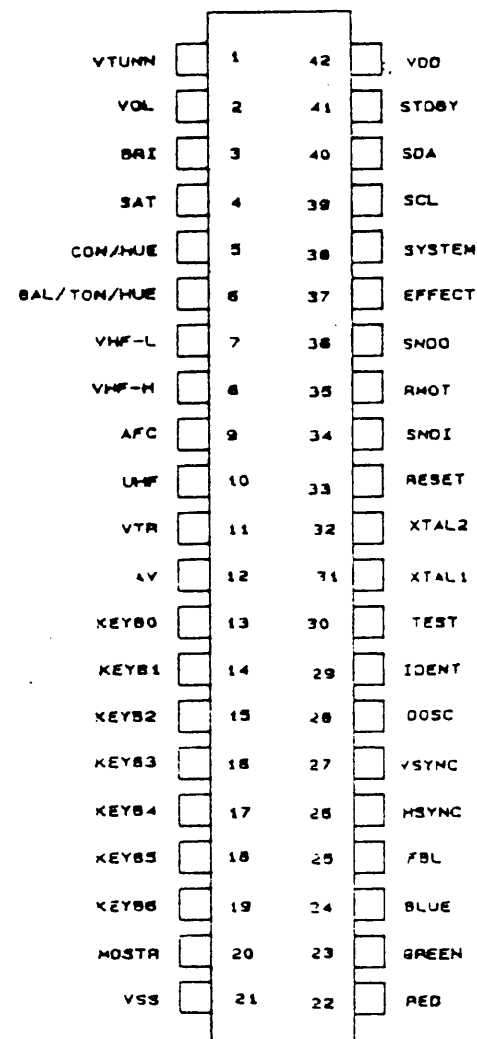 VTUNN 1 42 VDD
VOL 2 41 STDBY
BRI 3 40 SDA
SAT 4 39 SCL
CON/HUE 5 38 SYSTEM
BAL/TON/HUE 6 37 EFFECT
VHF-L 7 36 SNDO
VHF-H 8 35 RMOT
AFC 9 34 SNDI
UHF 10 33 RESET
VTR 11 32 XTAL2
AV 12 31 XTAL1
KEYB0 13 30 TEST
KEYB1 14 29 IDENT
KEYB2 15 28 DOSC
KEYB3 16 27 VSYNC
KEYB4 17 26 HSYNC
KEYB5 18 25 FBL
KEYB6 19 24 BLUE
MOSTR 20 23 GREEN
VSS 21 22 RED